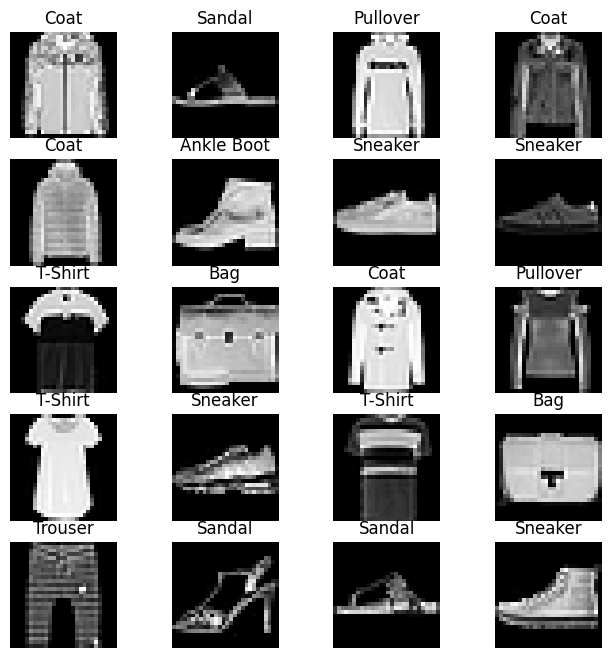 Coat Sandal Pullover Coat
Coat Ankle Boot Sneaker Sneaker
T-Shirt Bag Coat Pullover
T-Shirt Sneaker T-Shirt Bag
Trouser Sandal Sandal Sneaker